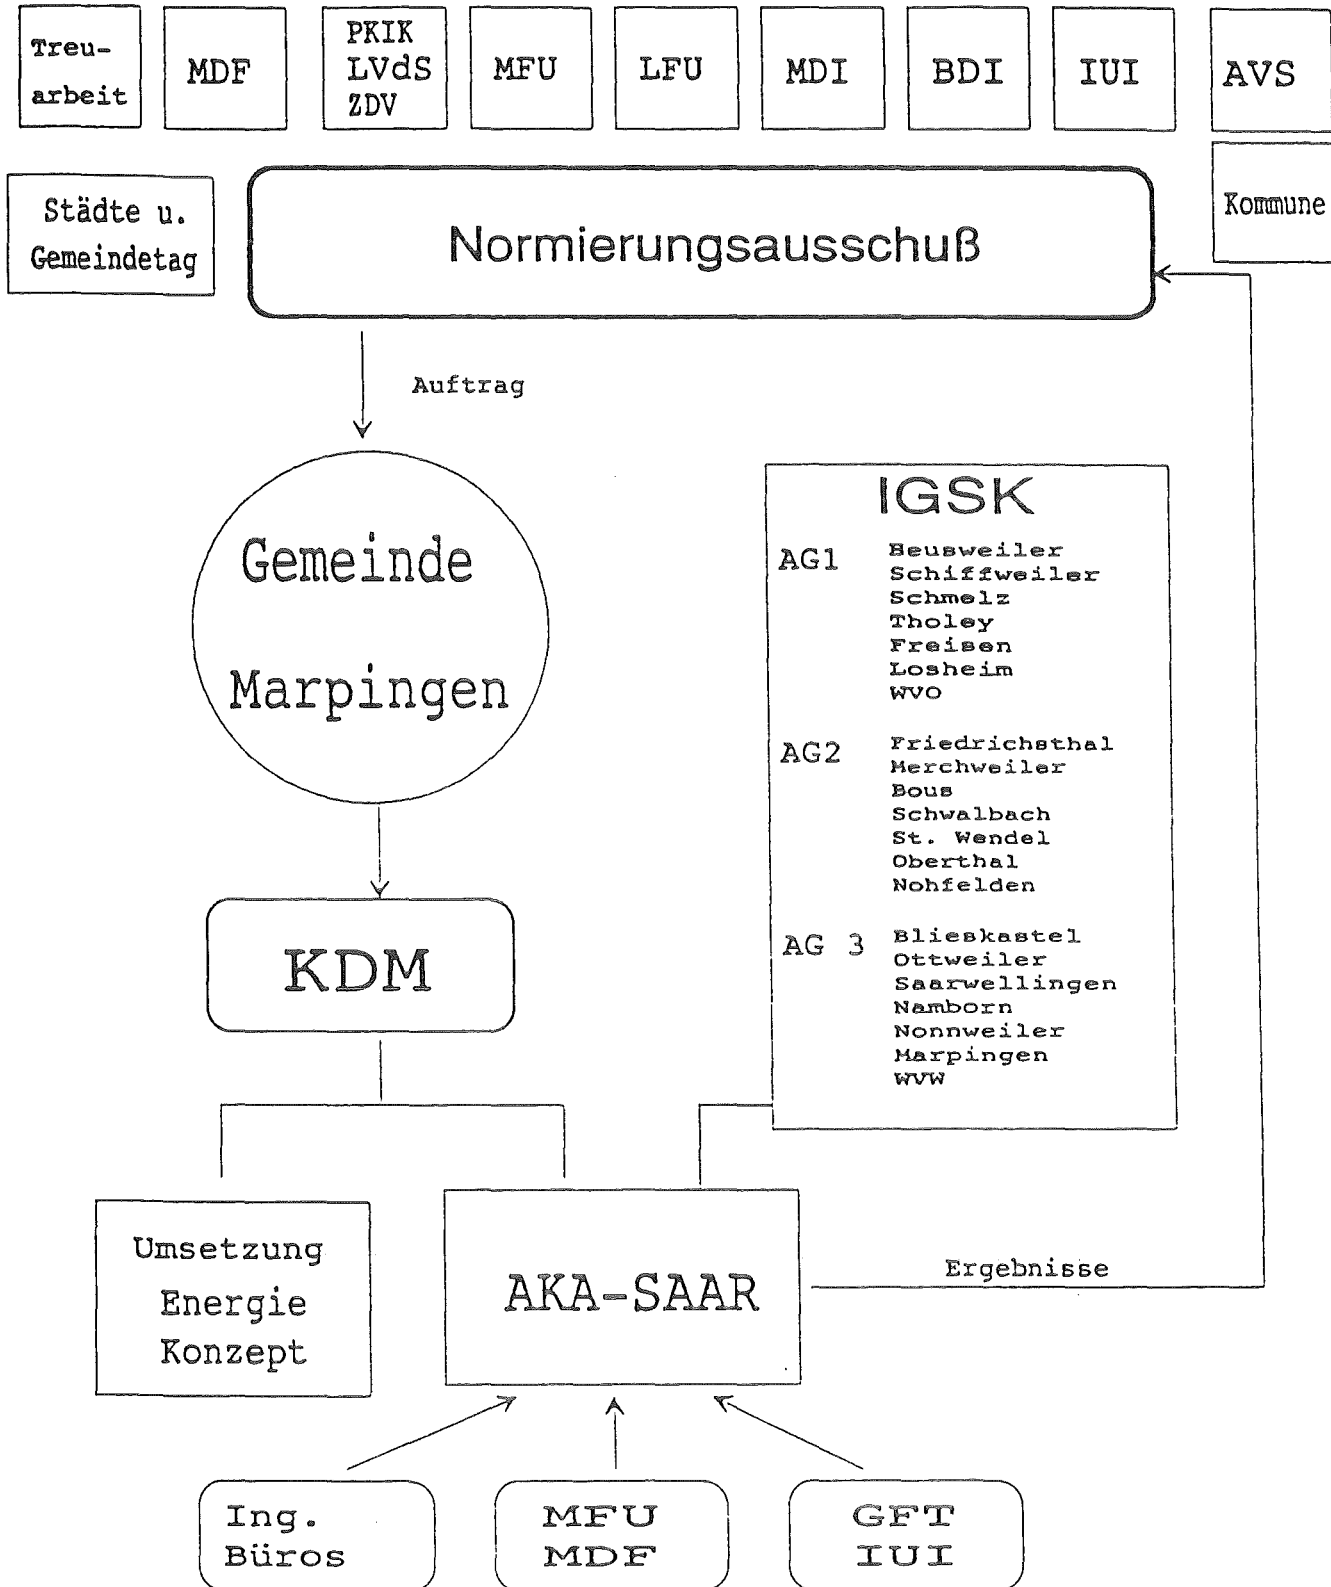 Treu-
arbeit
MDF
PKIK
LVdS
ZDV
MFU
LFU
MDI
BDI
IUI
AVS
Städte u.
Gemeindetag
Normierungsausschuß
Kommune
Auftrag
Gemeinde
Marpingen
IGSK
AG1
Heusweiler
Schiffweiler
Schmelz
Tholey
Freisen
Losheim
WVO
AG2
Friedrichsthal
Merchweiler
Bous
Schwalbach
St. Wendel
Oberthal
Nohfelden
AG 3
Blieskastel
Ottweiler
Saarwellingen
Namborn
Nonnweiler
Marpingen
WVW
KDM
Umsetzung
Energie
Konzept
AKA-SAAR
Ergebnisse
Ing.
Büros
MFU
MDF
GFT
IUI